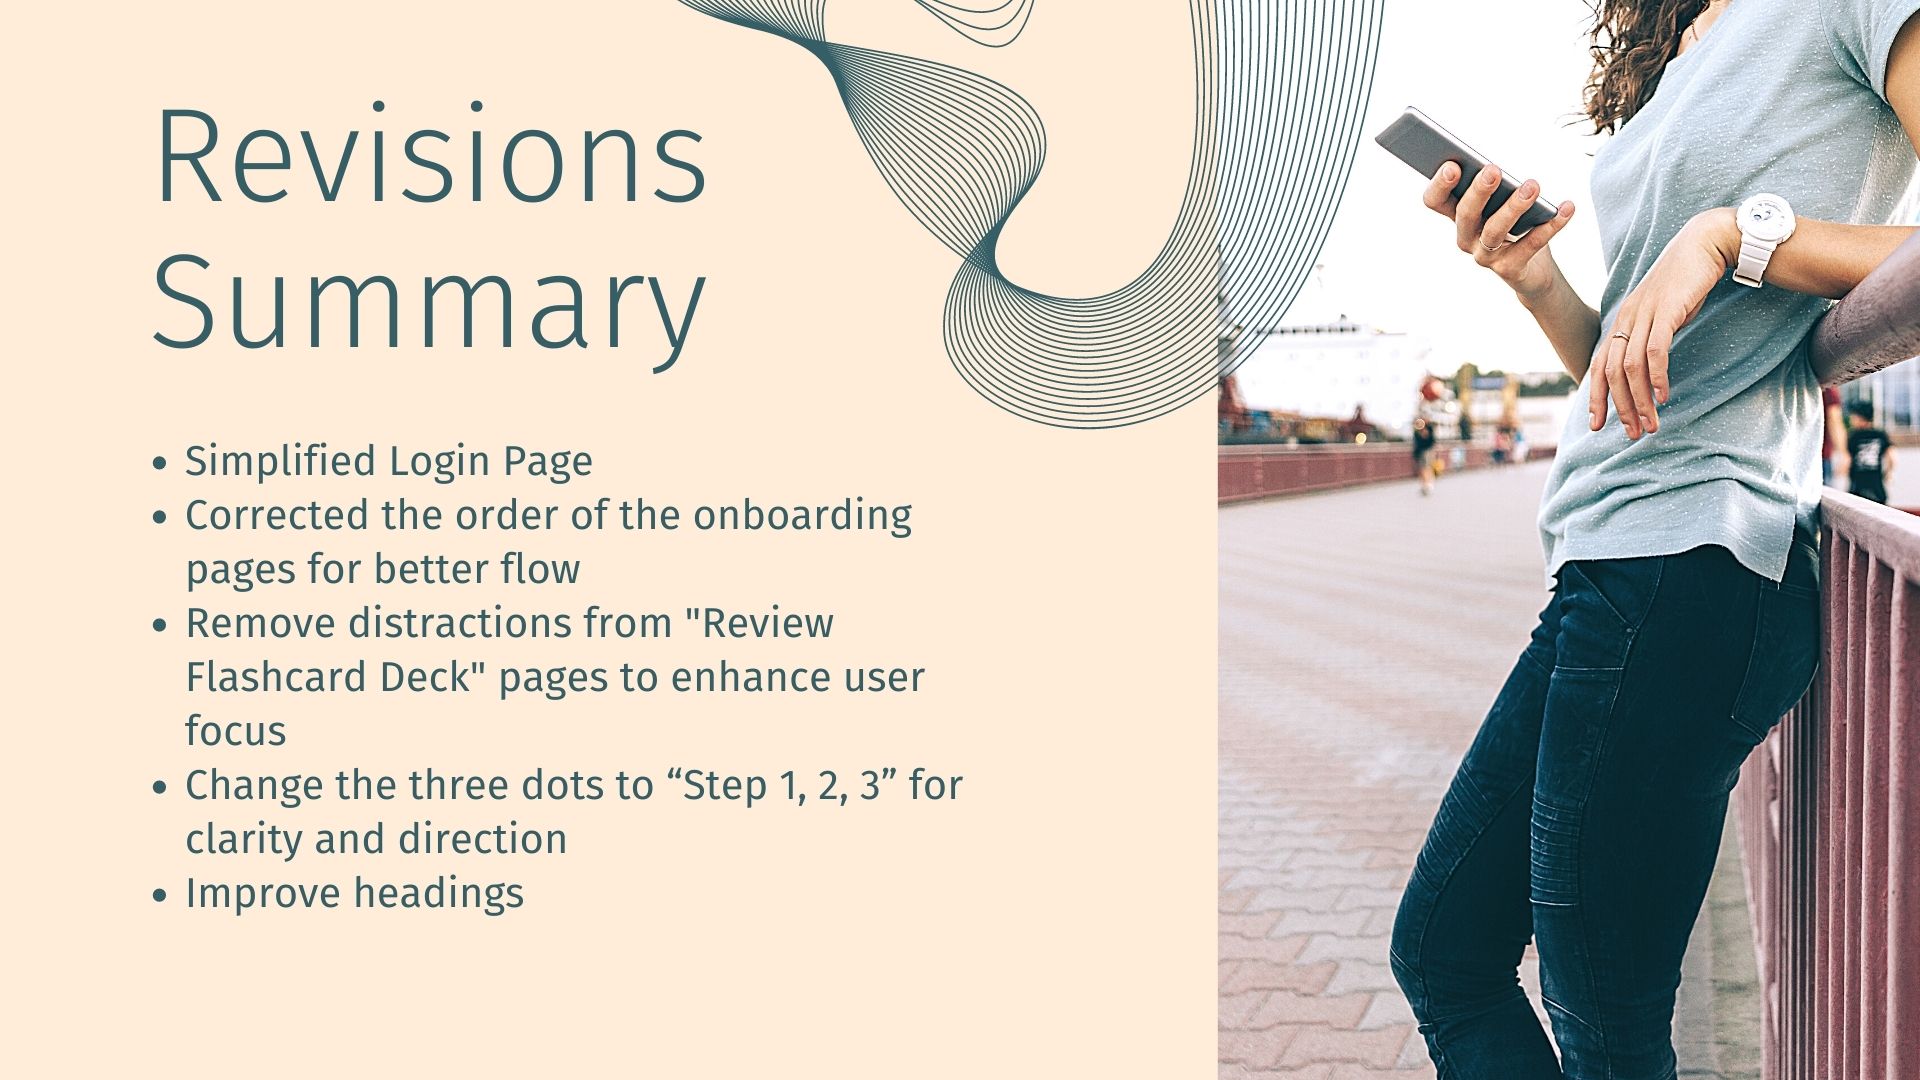 Revisions
Summary
• Simplified Login Page
• Corrected the order of the onboarding
pages for better flow
• Remove distractions from "Review
Flashcard Deck" pages to enhance user
focus
• Change the three dots to “Step 1, 2, 3” for
clarity and direction
• Improve headings